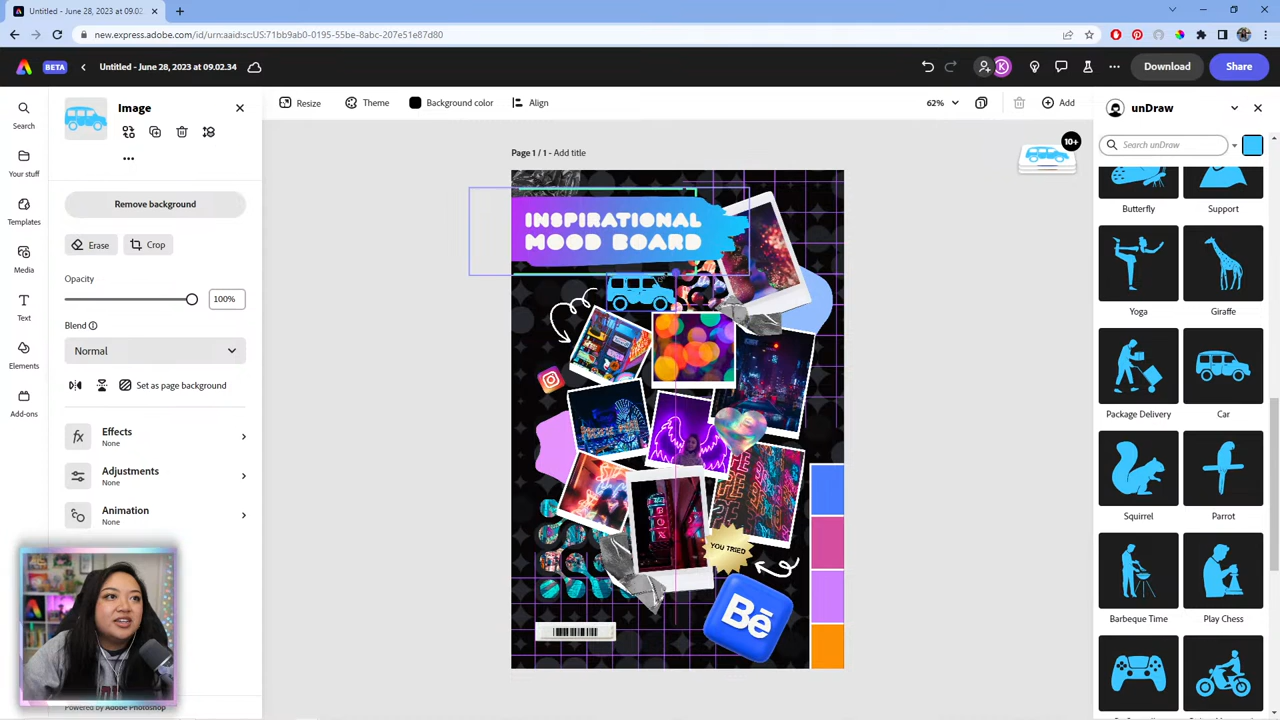 Untitled - June 28, 2023 at 09.02
new.express.adobe.com/id/urn:aaid:sc:US:71bb9ab0-0195-55be-8abc-207e51e87d80
BETA
Untitled - June 28, 2023 at 09.02.34
K
Download
Share
Search
Your stuff
Templates
Media
Text
Elements
Add-ons
Image
Remove background
Erase
Crop
Opacity
100%
Blend
Normal
Set as page background
fx
Effects
None
Adjustments
None
Animation
None
Powered by Adobe Photoshop
Resize
Theme
Background color
Align
62%
1
Add
Page 1 / 1 - Add title
10+
INSPIRATIONAL
MOOD BOARD
YOU TRIED
Bē
unDraw
Search unDraw
Butterfly
Support
Yoga
Giraffe
Package Delivery
Car
Squirrel
Parrot
Barbeque Time
Play Chess